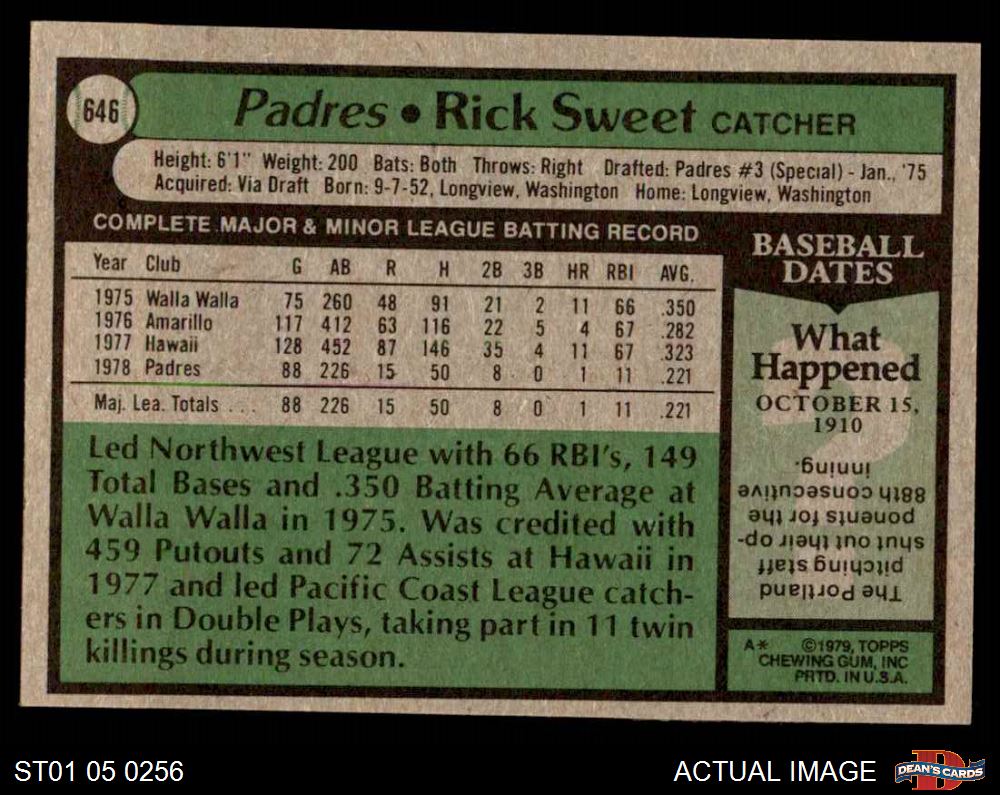 646
Padres • Rick Sweet CATCHER
Height: 6'1" Weight: 200 Bats: Both Throws: Right Drafted: Padres #3 (Special) - Jan., '75
Acquired: Via Draft Born: 9-7-52, Longview, Washington Home: Longview, Washington
COMPLETE MAJOR & MINOR LEAGUE BATTING RECORD
Year Club G AB R H 2B 3B HR RBI AVG.
1975 Walla Walla 75 260 48 91 21 2 11 66 .350
1976 Amarillo 117 412 63 116 22 5 4 67 .282
1977 Hawaii 128 452 87 146 35 4 11 67 .323
1978 Padres 88 226 15 50 8 0 1 11 .221
Maj. Lea. Totals ... 88 226 15 50 8 0 1 11 .221
Led Northwest League with 66 RBI's, 149
Total Bases and .350 Batting Average at
Walla Walla in 1975. Was credited with
459 Putouts and 72 Assists at Hawaii in
1977 and led Pacific Coast League catch-
ers in Double Plays, taking part in 11 twin
killings during season.
BASEBALL
DATES
What
Happened
OCTOBER 15,
1910
The Portland
pitching staff
shut out their op-
ponents for the
88th consecutive
inning.
A* ©1979, TOPPS
CHEWING GUM, INC
PRTD. IN U.S.A.
ST01 05 0256
ACTUAL IMAGE
D
DEAN'S CARDS